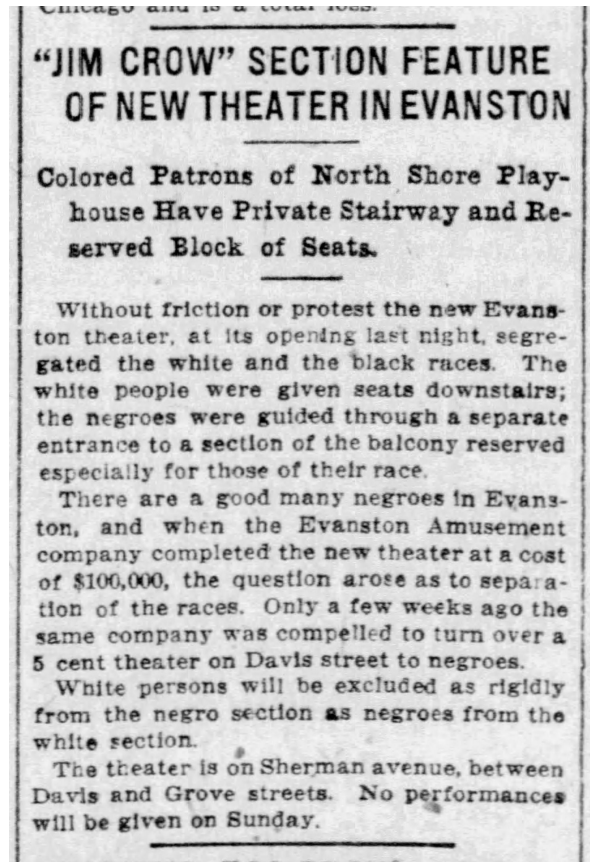 Chicago and is a total loss.
“JIM CROW” SECTION FEATURE
OF NEW THEATER IN EVANSTON
Colored Patrons of North Shore Play-
house Have Private Stairway and Re-
served Block of Seats.
Without friction or protest the new Evans-
ton theater, at its opening last night, segre-
gated the white and the black races. The
white people were given seats downstairs;
the negroes were guided through a separate
entrance to a section of the balcony reserved
especially for those of their race.
There are a good many negroes in Evans-
ton, and when the Evanston Amusement
company completed the new theater at a cost
of $100,000, the question arose as to separa-
tion of the races. Only a few weeks ago the
same company was compelled to turn over a
5 cent theater on Davis street to negroes.
White persons will be excluded as rigidly
from the negro section as negroes from the
white section.
The theater is on Sherman avenue, between
Davis and Grove streets. No performances
will be given on Sunday.